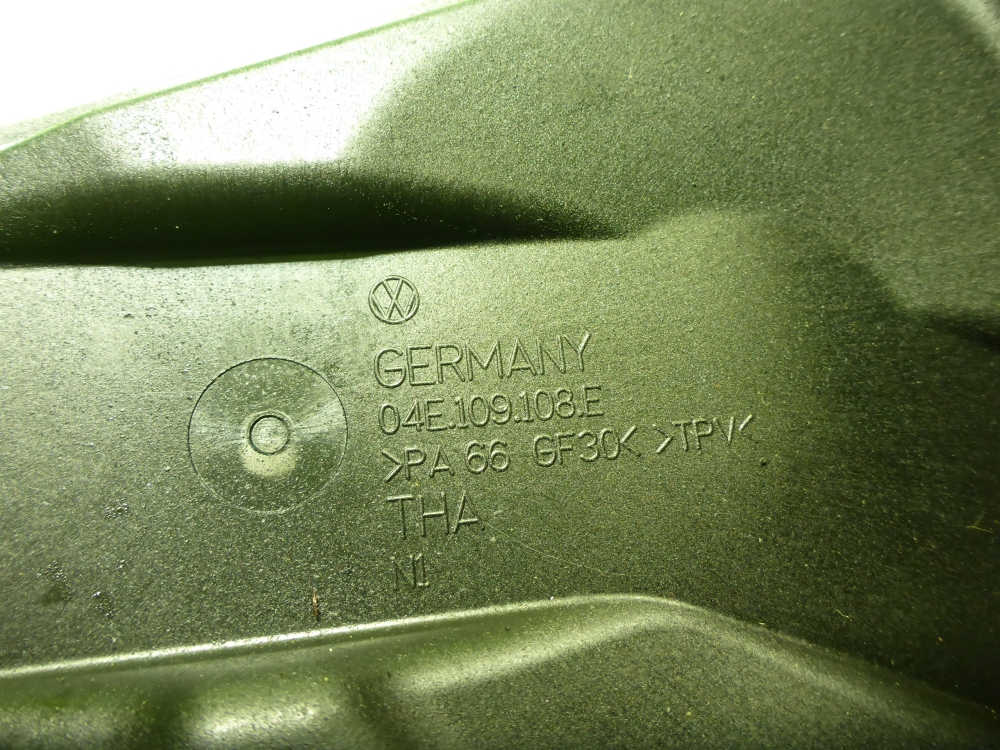 GERMANY
04E.109.108.E
>PA 66 GF30< >TPV<
THA
N1